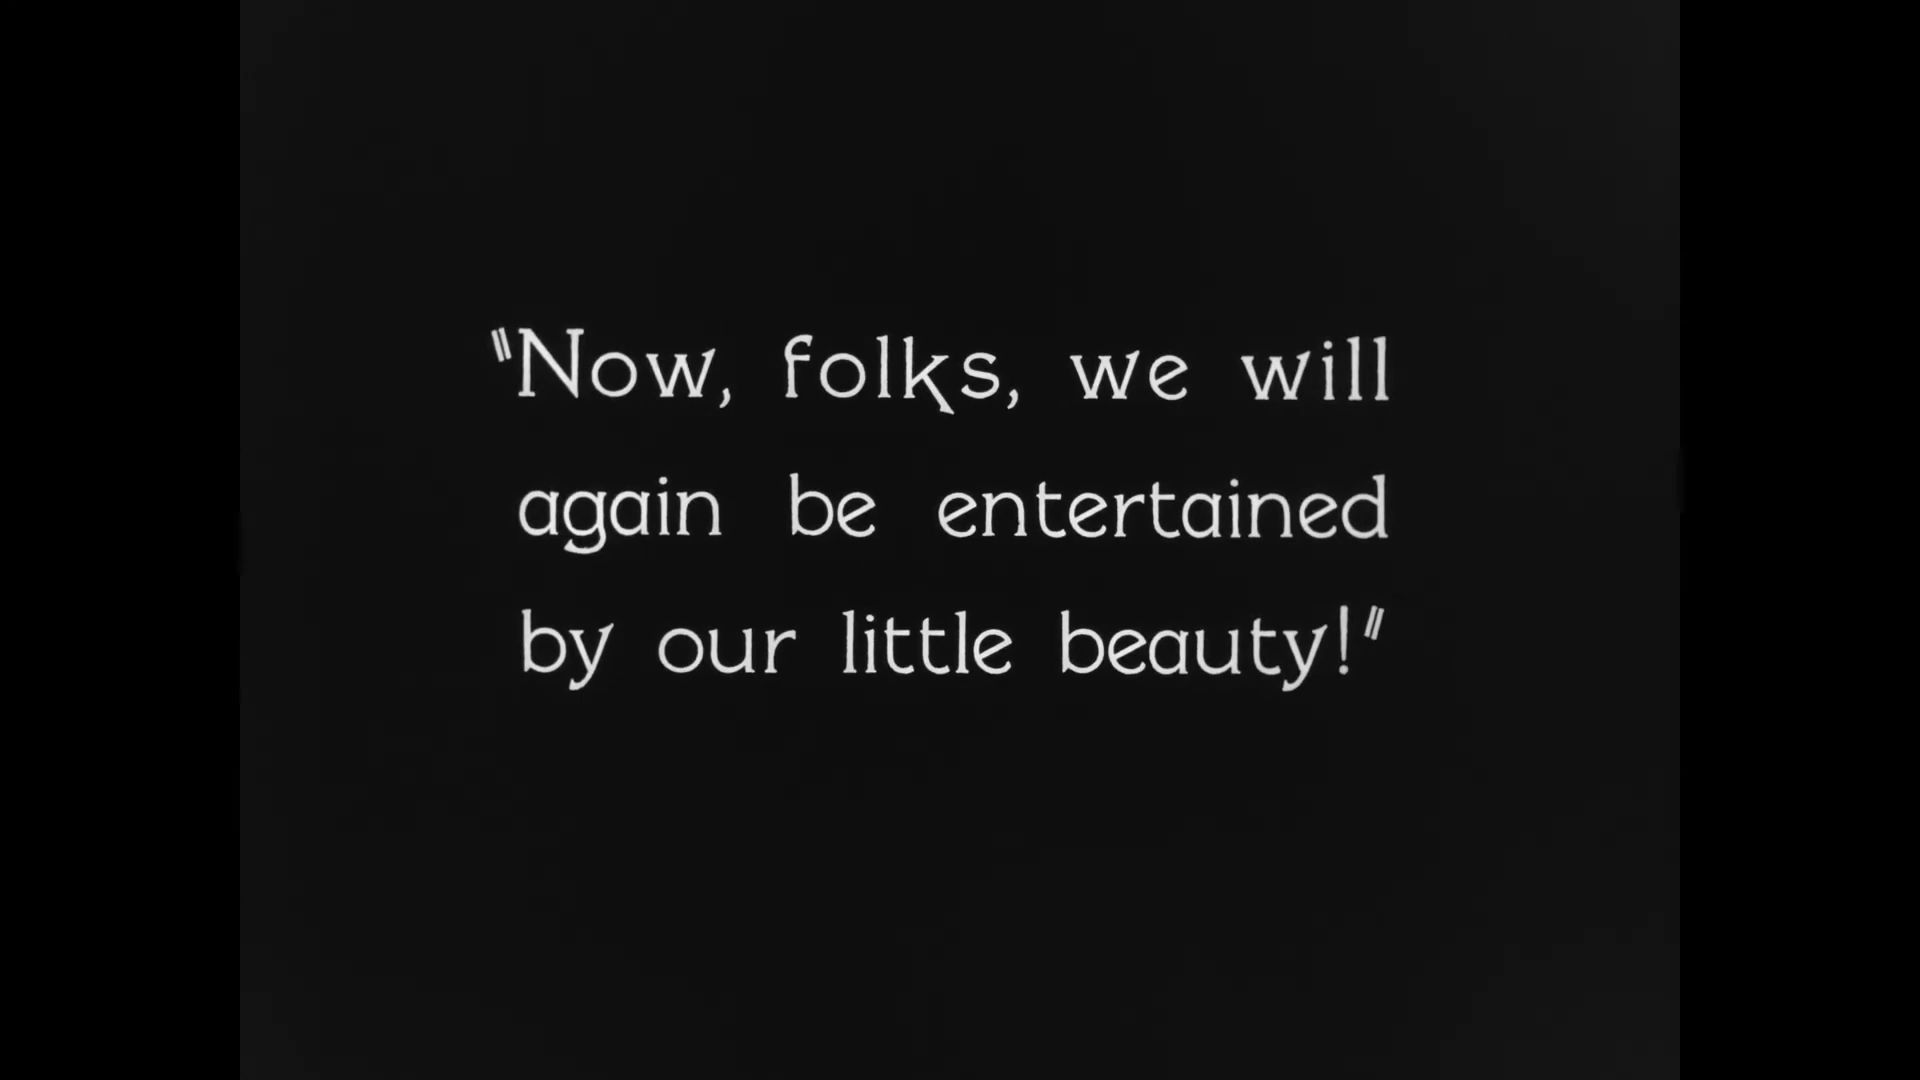 "Now, folks, we will
again be entertained
by our little beauty!"